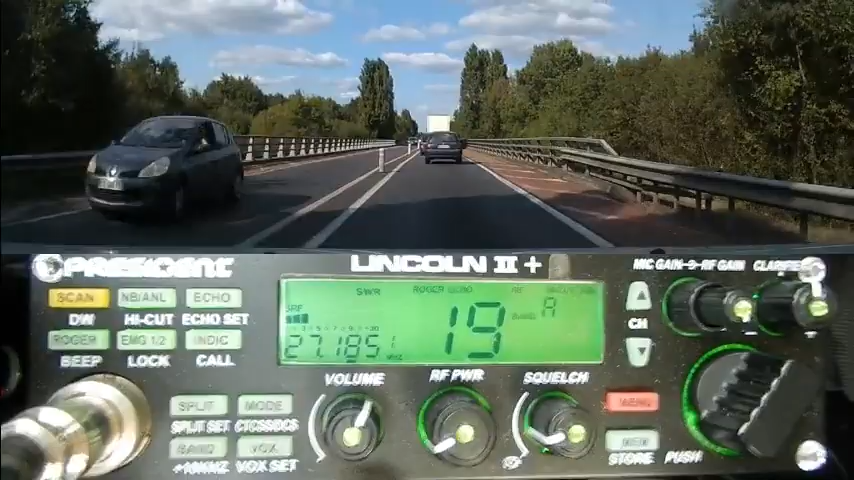 PRESIDENT LINCOLN II + MIC GAIN RF GAIN CLARIFIER
SCAN NB/ANL ECHO
DW HI-CUT ECHO SET
ROGER EMG 1/2 INDIC
BEEP LOCK CALL
SPLIT MODE
SPLIT SET CTCSS/DCS
BAND VOX
+10KHZ VOX SET
SWR ROGER ECHO RF
19 A
27.1851
CH
VOLUME RF PWR SQUELCH
MENU
MEM
STORE PUSH